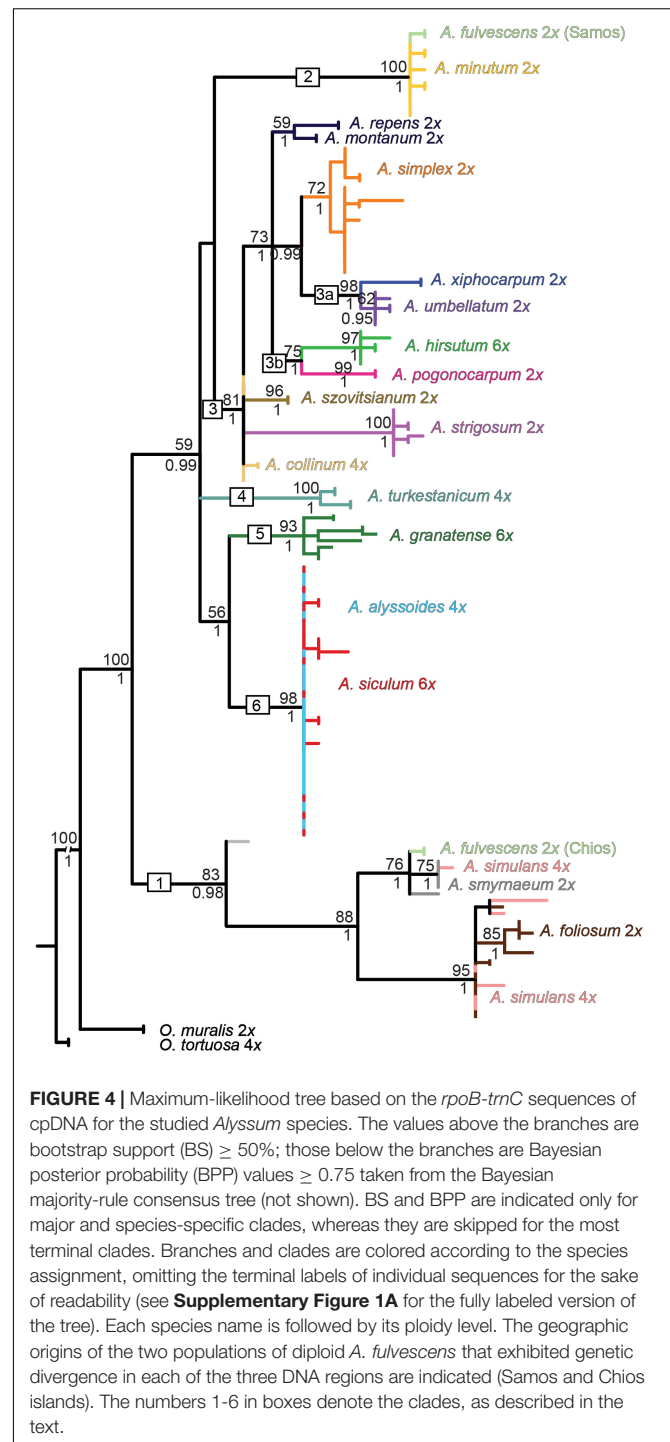 A. fulvescens 2x (Samos)
100
2
A. minutum 2x
1
59
A. repens 2x
1
A. montanum 2x
A. simplex 2x
72
1
73
1
0.99
98
A. xiphocarpum 2x
3a
1
62
A. umbellatum 2x
0.95
97
A. hirsutum 6x
75
1
3b
1
99
A. pogonocarpum 2x
1
96
A. szovitsianum 2x
81
3
1
1
100
A. strigosum 2x
1
59
0.99
A. collinum 4x
100
4
A. turkestanicum 4x
1
93
5
A. granatense 6x
1
A. alyssoides 4x
56
1
100
1
A. siculum 6x
98
6
1
100
1
A. fulvescens 2x (Chios)
76
75
A. simulans 4x
83
1
1
1
A. smyrnaeum 2x
0.98
88
1
85
A. foliosum 2x
1
95
1
A. simulans 4x
O. muralis 2x
O. tortuosa 4x
FIGURE 4 | Maximum-likelihood tree based on the rpoB-trnC sequences of
cpDNA for the studied Alyssum species. The values above the branches are
bootstrap support (BS) ≥ 50%; those below the branches are Bayesian
posterior probability (BPP) values ≥ 0.75 taken from the Bayesian
majority-rule consensus tree (not shown). BS and BPP are indicated only for
major and species-specific clades, whereas they are skipped for the most
terminal clades. Branches and clades are colored according to the species
assignment, omitting the terminal labels of individual sequences for the sake
of readability (see Supplementary Figure 1A for the fully labeled version of
the tree). Each species name is followed by its ploidy level. The geographic
origins of the two populations of diploid A. fulvescens that exhibited genetic
divergence in each of the three DNA regions are indicated (Samos and Chios
islands). The numbers 1-6 in boxes denote the clades, as described in the
text.